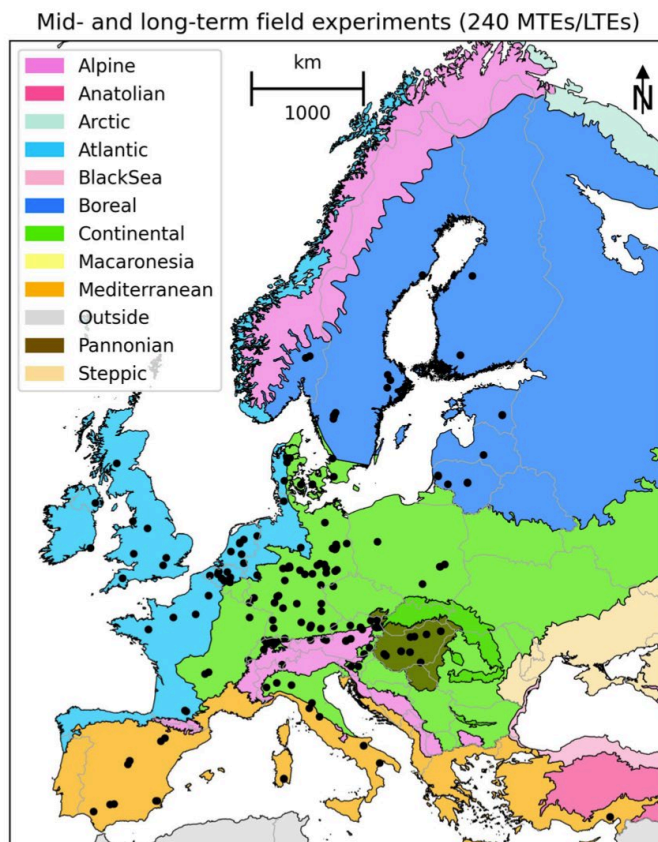 Mid- and long-term field experiments (240 MTEs/LTEs)
Alpine
Anatolian
Arctic
Atlantic
BlackSea
Boreal
Continental
Macaronesia
Mediterranean
Outside
Pannonian
Steppic
km
1000
N